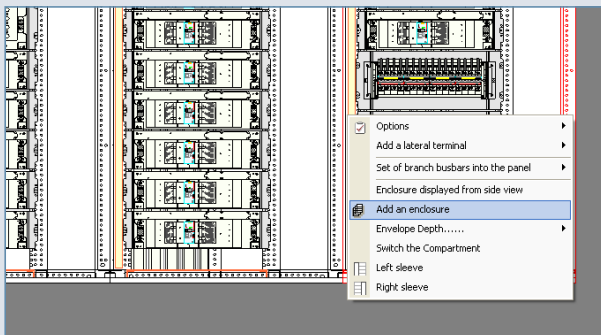 Options
Add a lateral terminal
Set of branch busbars into the panel
Enclosure displayed from side view
Add an enclosure
Envelope Depth......
Switch the Compartment
Left sleeve
Right sleeve